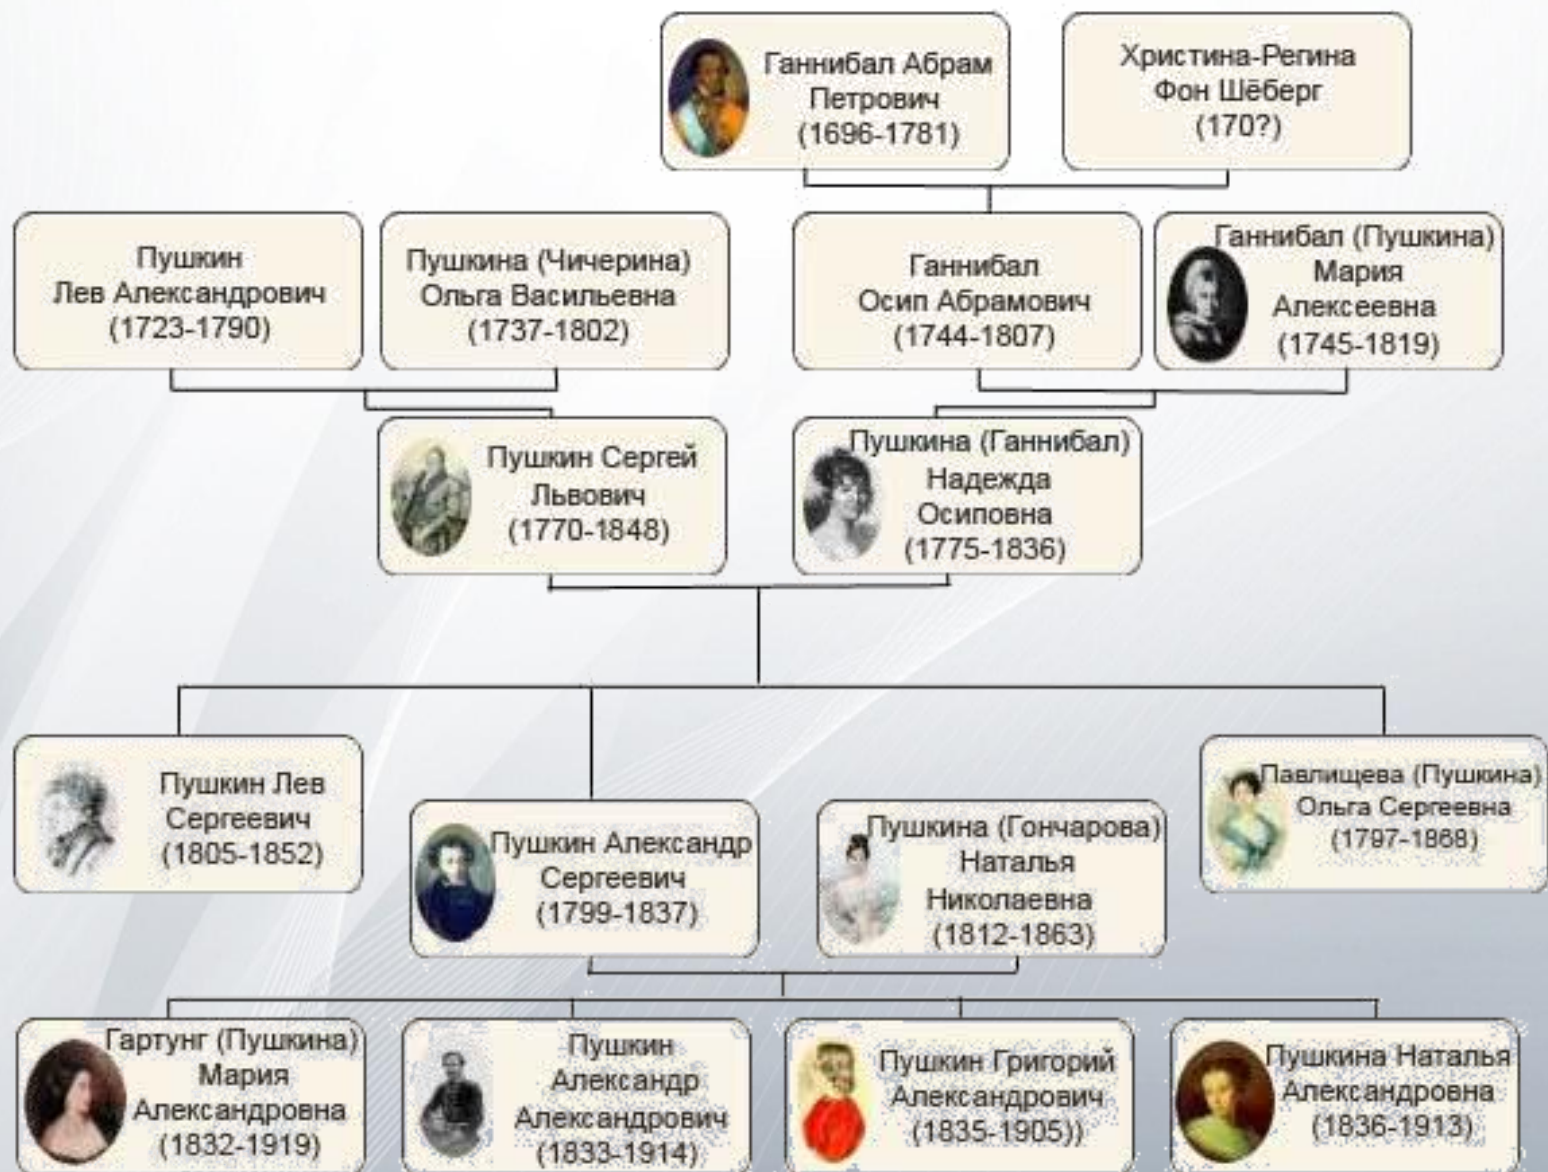 Ганнибал Абрам
Петрович
(1696-1781)
Христина-Регина
Фон Шёберг
(170?)
Пушкин
Лев Александрович
(1723-1790)
Пушкина (Чичерина)
Ольга Васильевна
(1737-1802)
Ганнибал
Осип Абрамович
(1744-1807)
Ганнибал (Пушкина)
Мария
Алексеевна
(1745-1819)
Пушкин Сергей
Львович
(1770-1848)
Пушкина (Ганнибал)
Надежда
Осиповна
(1775-1836)
Пушкин Лев
Сергеевич
(1805-1852)
Пушкин Александр
Сергеевич
(1799-1837)
Пушкина (Гончарова)
Наталья
Николаевна
(1812-1863)
Павлищева (Пушкина)
Ольга Сергеевна
(1797-1868)
Гартунг (Пушкина)
Мария
Александровна
(1832-1919)
Пушкин
Александр
Александрович
(1833-1914)
Пушкин Григорий
Александрович
(1835-1905))
Пушкина Наталья
Александровна
(1836-1913)